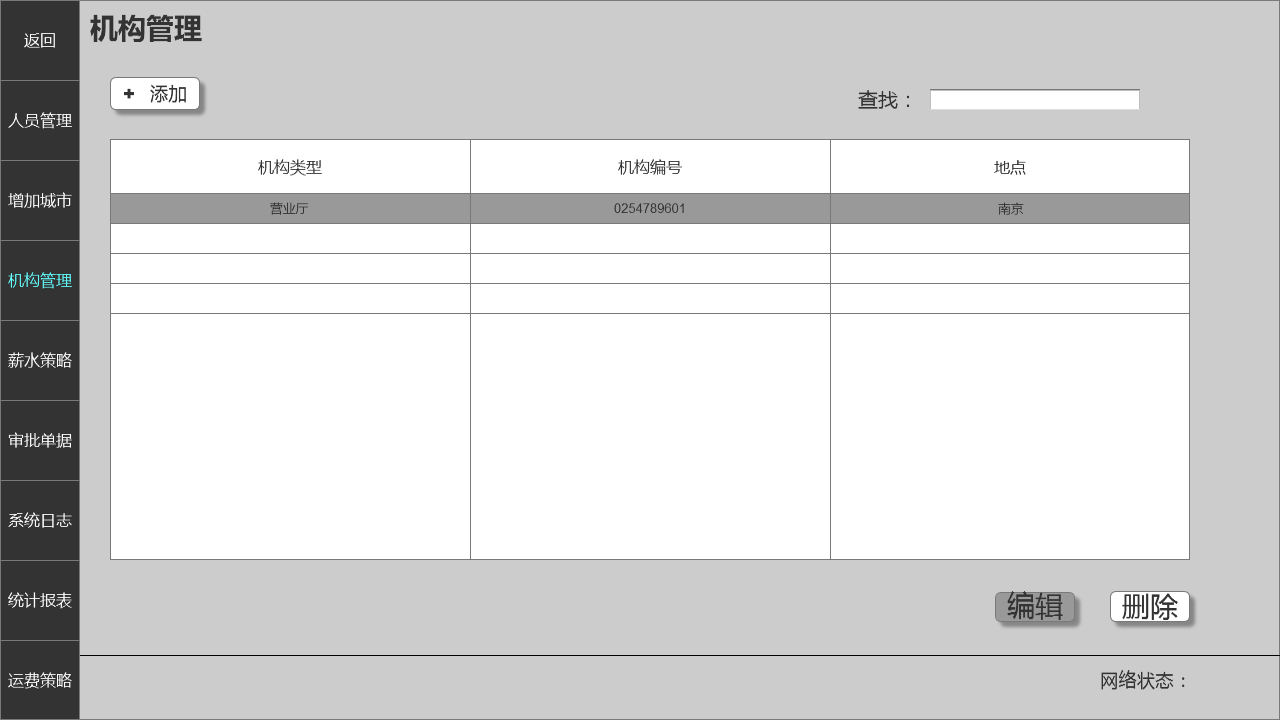 返回
人员管理
增加城市
机构管理
薪水策略
审批单据
系统日志
统计报表
运费策略
机构管理
添加
查找：
机构类型 机构编号 地点
营业厅 0254789601 南京
编辑 删除
网络状态：